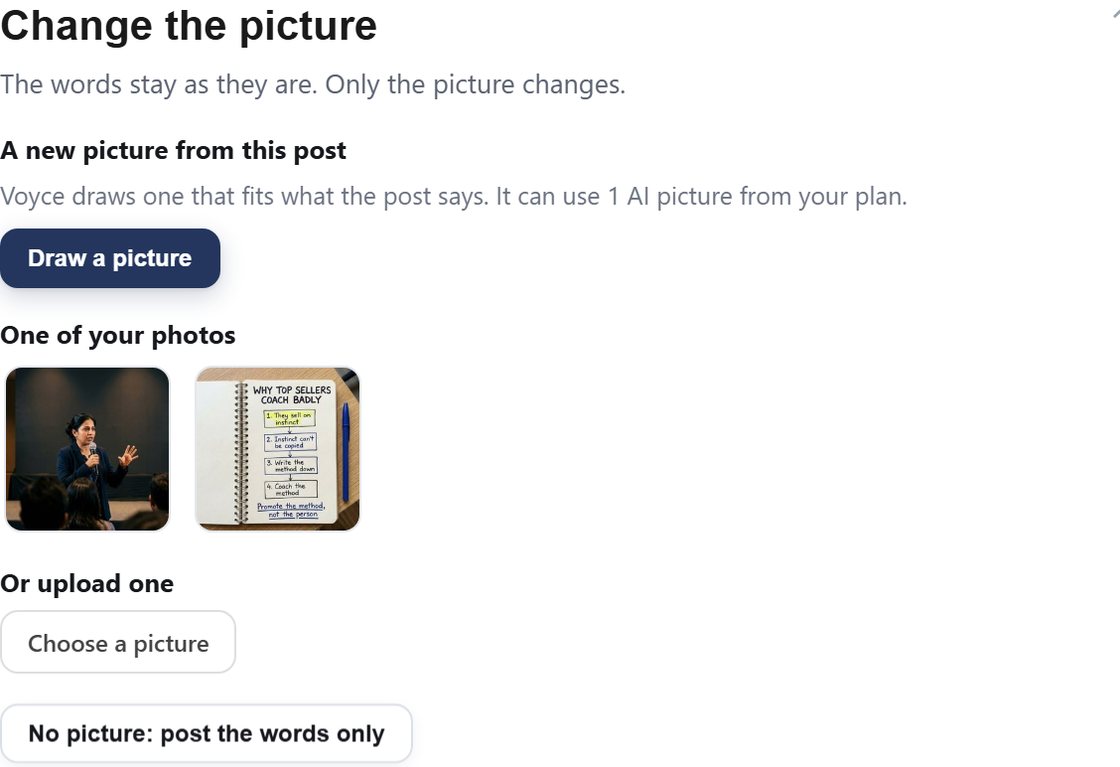 Change the picture
The words stay as they are. Only the picture changes.
A new picture from this post
Voyce draws one that fits what the post says. It can use 1 AI picture from your plan.
Draw a picture
One of your photos
WHY TOP SELLERS
COACH BADLY
1. They sell on
instinct
2. Instinct can't
be copied
3. Write the
method down
4. Coach the
method
Promote the method,
not the person
Or upload one
Choose a picture
No picture: post the words only